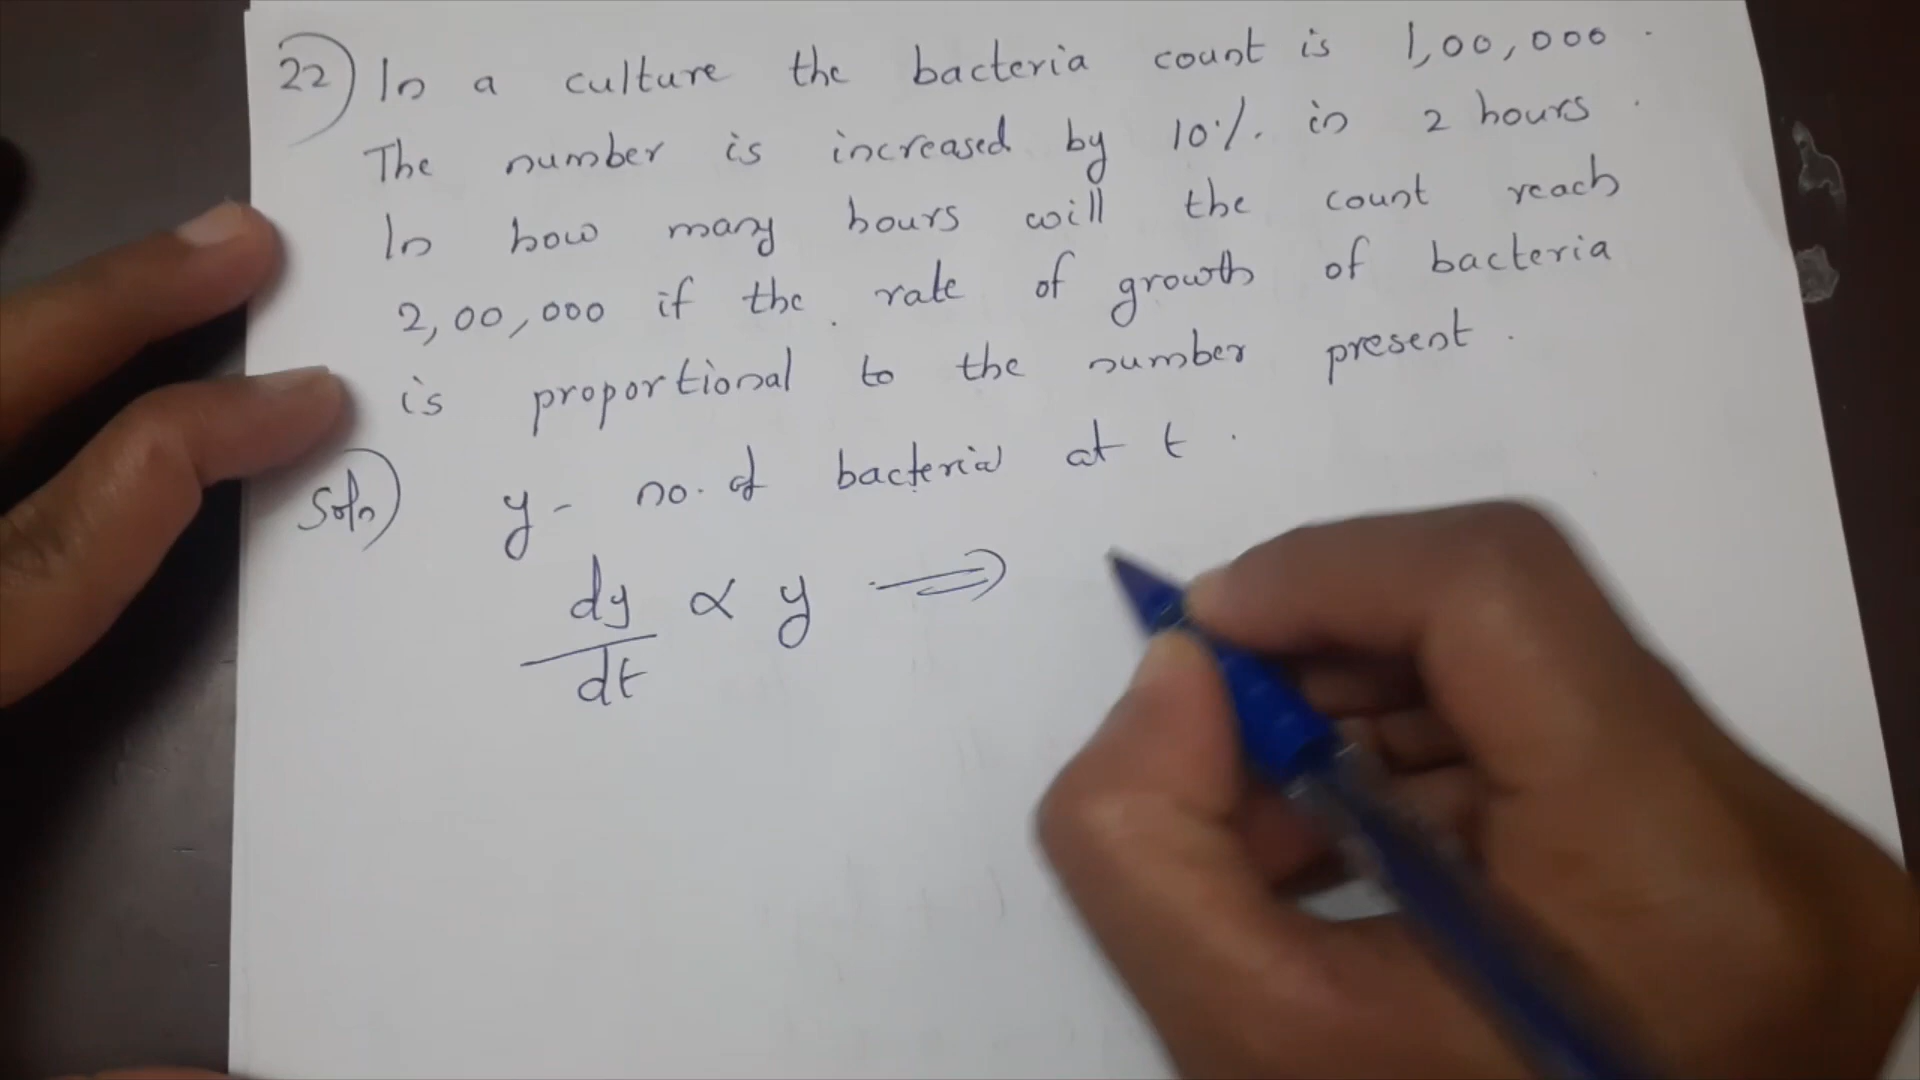 22) In a culture the bacteria count is 1,00,000.
The number is increased by 10% in 2 hours.
In how many hours will the count reach
2,00,000 if the rate of growth of bacteria
is proportional to the number present.
Soln) y - no. of bacteria at t.
dy/dt ∝ y ⟹